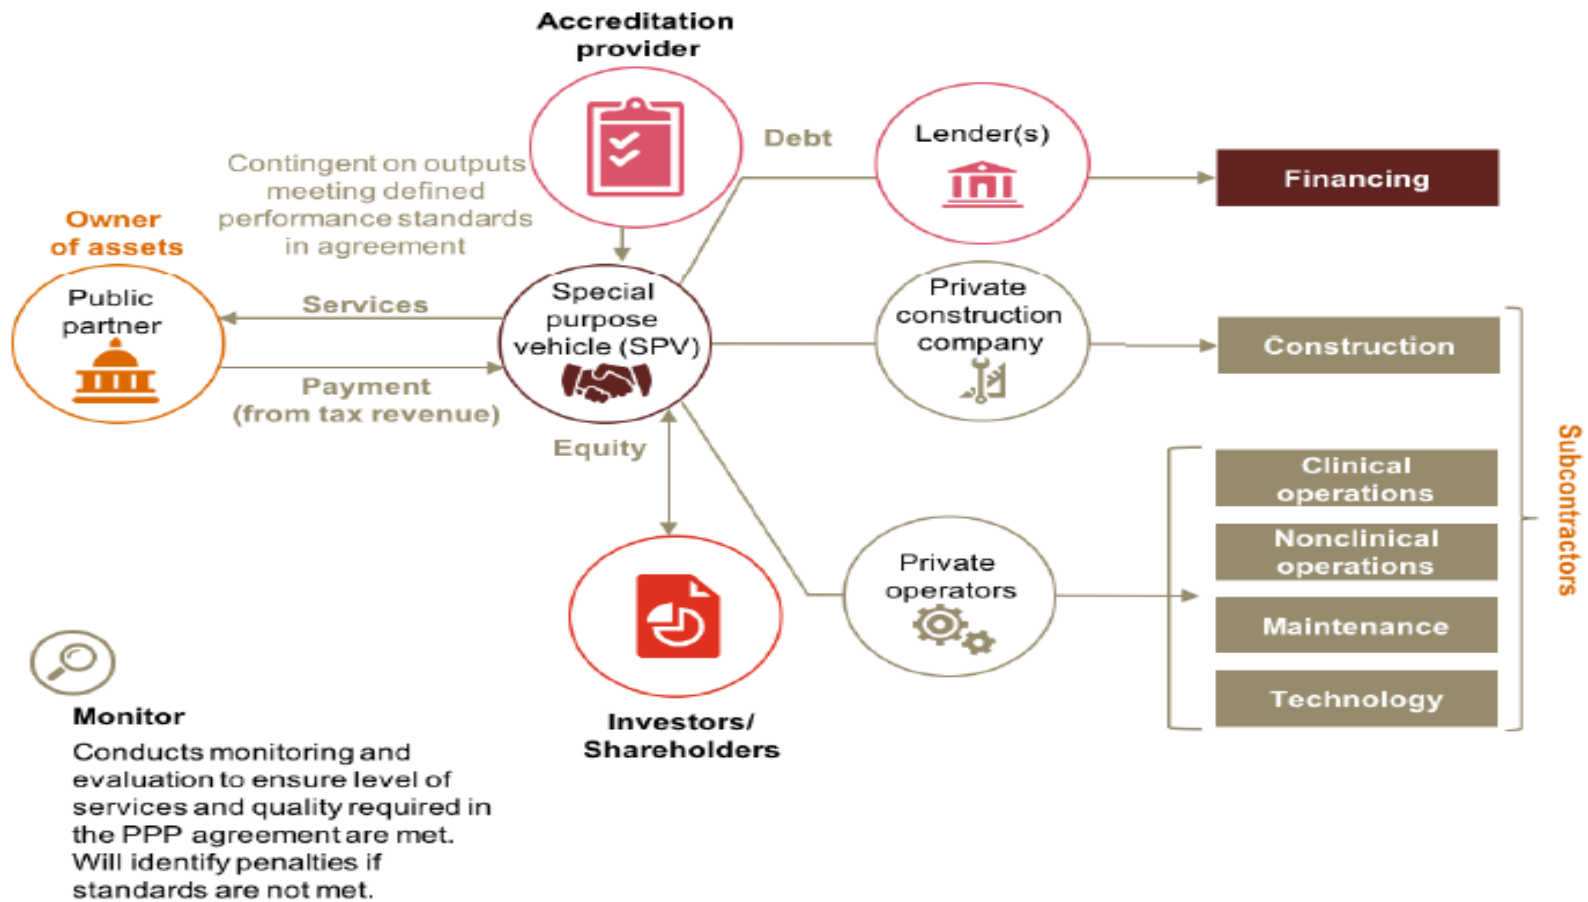 Accreditation
provider
Debt
Lender(s)
Financing
Contingent on outputs
meeting defined
performance standards
in agreement
Owner
of assets
Public
partner
Services
Payment
(from tax revenue)
Special
purpose
vehicle (SPV)
Private
construction
company
Construction
Equity
Clinical
operations
Nonclinical
operations
Maintenance
Technology
Subcontractors
Private
operators
Investors/
Shareholders
Monitor
Conducts monitoring and
evaluation to ensure level of
services and quality required in
the PPP agreement are met.
Will identify penalties if
standards are not met.